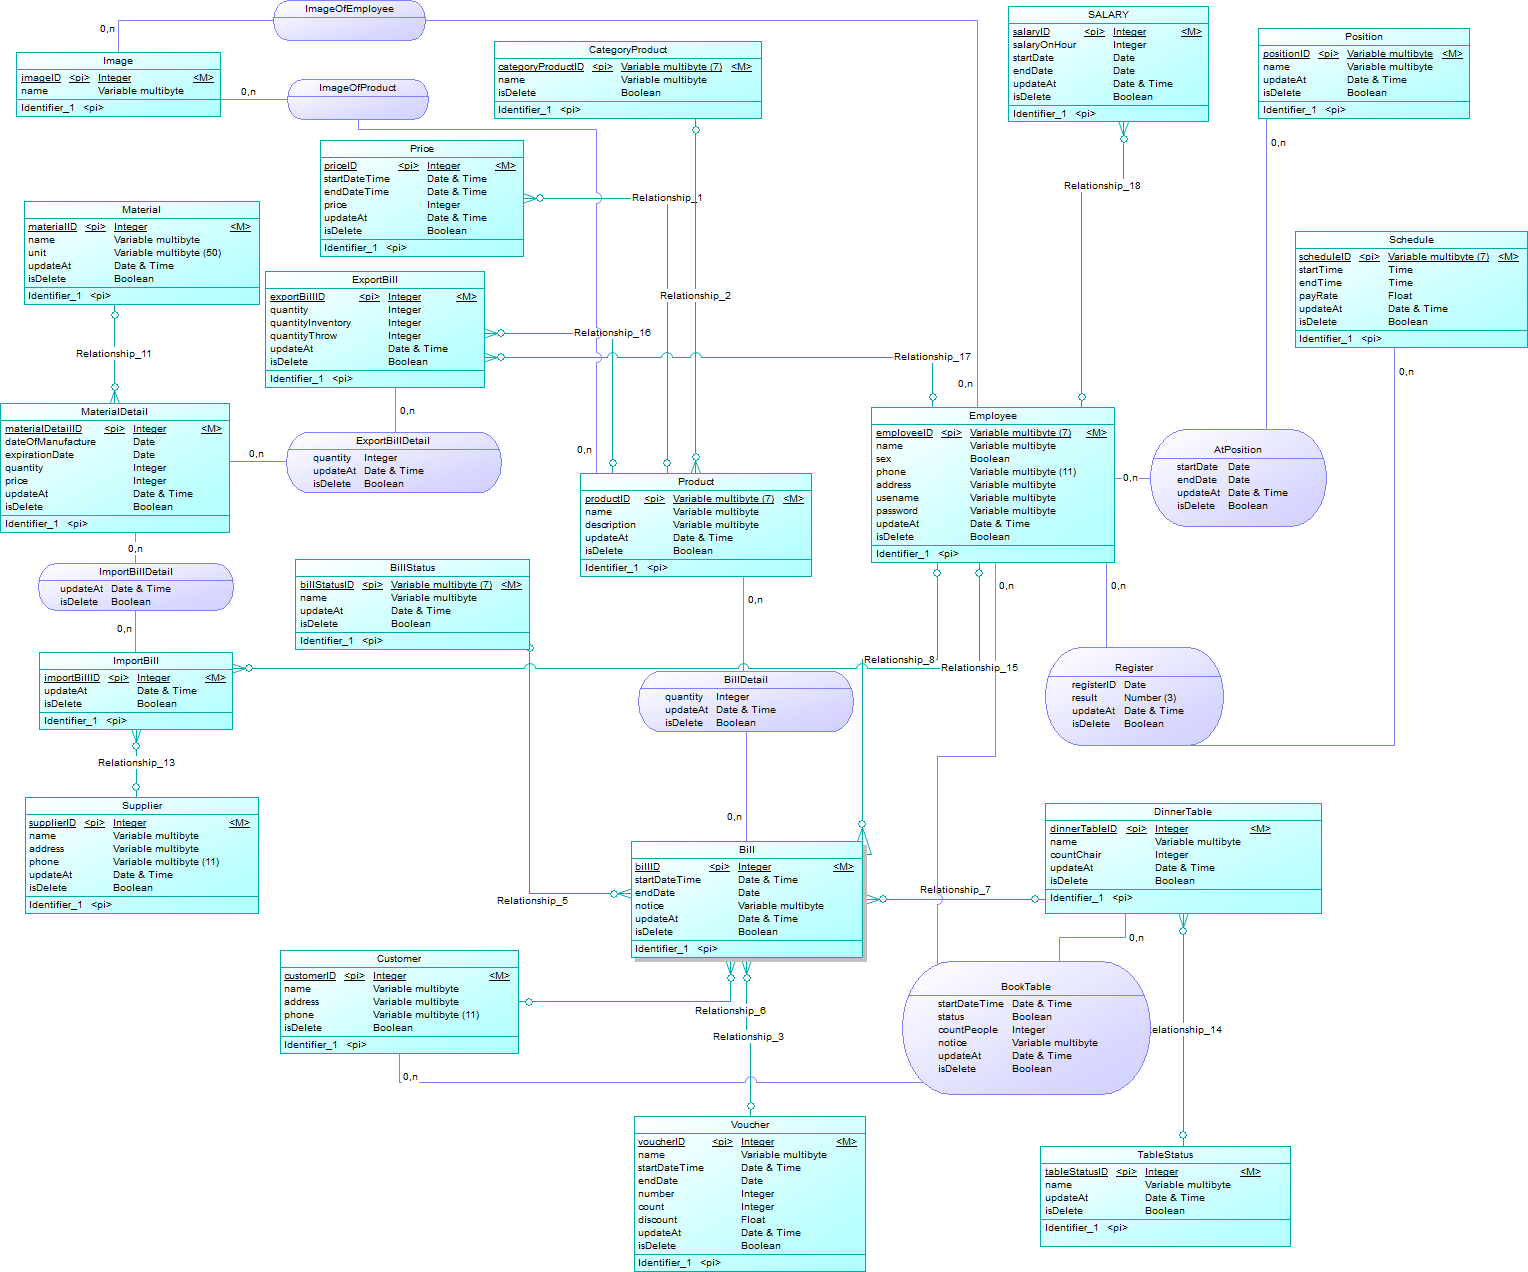 ImageOfEmployee
0,n
Image
imageID <pi> Integer <M>
name Variable multibyte
Identifier_1 <pi>
0,n
ImageOfProduct
CategoryProduct
categoryProductID <pi> Variable multibyte (7) <M>
name Variable multibyte
isDelete Boolean
Identifier_1 <pi>
SALARY
salaryID <pi> Integer <M>
salaryOnHour Integer
startDate Date
endDate Date
updateAt Date & Time
isDelete Boolean
Identifier_1 <pi>
Position
positionID <pi> Variable multibyte <M>
name Variable multibyte
updateAt Date & Time
isDelete Boolean
Identifier_1 <pi>
0,n
Price
priceID <pi> Integer <M>
startDateTime Date & Time
endDateTime Date & Time
price Integer
updateAt Date & Time
isDelete Boolean
Identifier_1 <pi>
Relationship_1
Relationship_18
Material
materialID <pi> Integer <M>
name Variable multibyte
unit Variable multibyte (50)
updateAt Date & Time
isDelete Boolean
Identifier_1 <pi>
Schedule
scheduleID <pi> Variable multibyte (7) <M>
startTime Time
endTime Time
payRate Float
updateAt Date & Time
isDelete Boolean
Identifier_1 <pi>
0,n
ExportBill
exportBillID <pi> Integer <M>
quantity Integer
quantityInventory Integer
quantityThrow Integer
updateAt Date & Time
isDelete Boolean
Identifier_1 <pi>
0,n
Relationship_2
Relationship_16
Relationship_17
0,n
Relationship_11
MaterialDetail
materialDetailID <pi> Integer <M>
dateOfManufacture Date
expirationDate Date
quantity Integer
price Integer
updateAt Date & Time
isDelete Boolean
Identifier_1 <pi>
0,n
0,n
ExportBillDetail
quantity Integer
updateAt Date & Time
isDelete Boolean
0,n
Product
productID <pi> Variable multibyte (7) <M>
name Variable multibyte
description Variable multibyte
updateAt Date & Time
isDelete Boolean
Identifier_1 <pi>
0,n
Employee
employeeID <pi> Variable multibyte (7) <M>
name Variable multibyte
sex Boolean
phone Variable multibyte (11)
address Variable multibyte
usename Variable multibyte
password Variable multibyte
updateAt Date & Time
isDelete Boolean
Identifier_1 <pi>
0,n
AtPosition
startDate Date
endDate Date
updateAt Date & Time
isDelete Boolean
0,n
0,n
ImportBillDetail
updateAt Date & Time
isDelete Boolean
0,n
BillStatus
billStatusID <pi> Variable multibyte (7) <M>
name Variable multibyte
updateAt Date & Time
isDelete Boolean
Identifier_1 <pi>
ImportBill
importBillID <pi> Integer <M>
updateAt Date & Time
isDelete Boolean
Identifier_1 <pi>
Relationship_8
Relationship_15
BillDetail
quantity Integer
updateAt Date & Time
isDelete Boolean
0,n
Register
registerID Date
result Number (3)
updateAt Date & Time
isDelete Boolean
Relationship_13
Supplier
supplierID <pi> Integer <M>
name Variable multibyte
address Variable multibyte
phone Variable multibyte (11)
updateAt Date & Time
isDelete Boolean
Identifier_1 <pi>
Relationship_5
Bill
billID <pi> Integer <M>
startDateTime Date & Time
endDate Date
notice Variable multibyte
updateAt Date & Time
isDelete Boolean
Identifier_1 <pi>
Relationship_7
DinnerTable
dinnerTableID <pi> Integer <M>
name Variable multibyte
countChair Integer
updateAt Date & Time
isDelete Boolean
Identifier_1 <pi>
0,n
Customer
customerID <pi> Integer <M>
name Variable multibyte
address Variable multibyte
phone Variable multibyte (11)
isDelete Boolean
Identifier_1 <pi>
0,n
Relationship_6
Relationship_3
BookTable
startDateTime Date & Time
status Boolean
countPeople Integer
notice Variable multibyte
updateAt Date & Time
isDelete Boolean
elationship_14
Voucher
voucherID <pi> Integer <M>
name Variable multibyte
startDateTime Date & Time
endDate Date
number Integer
count Integer
discount Float
updateAt Date & Time
isDelete Boolean
Identifier_1 <pi>
TableStatus
tableStatusID <pi> Integer <M>
name Variable multibyte
updateAt Date & Time
isDelete Boolean
Identifier_1 <pi>